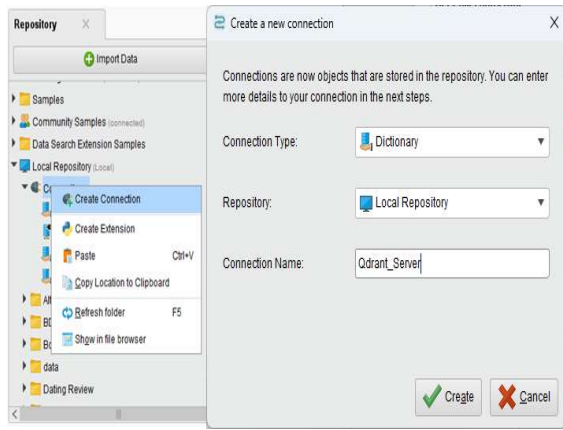 Repository
Import Data
Samples
Community Samples (connected)
Data Search Extension Samples
Local Repository (Local)
Create Connection
Create Extension
Paste Ctrl+V
Copy Location to Clipboard
Refresh folder F5
Show in file browser
data
Dating Review
Create a new connection X
Connections are now objects that are stored in the repository. You can enter
more details to your connection in the next steps.
Connection Type: Dictionary
Repository: Local Repository
Connection Name: Qdrant_Server
Create Cancel